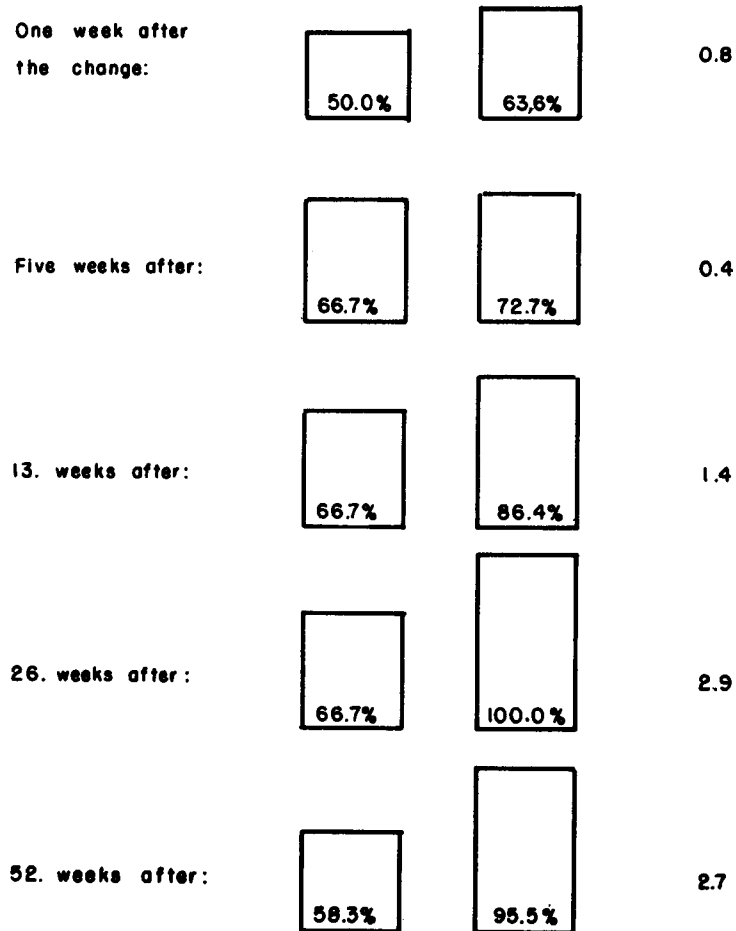 One week after
the change:
50.0% 63,6% 0.8
Five weeks after: 66.7% 72.7% 0.4
13. weeks after: 66.7% 86.4% 1.4
26. weeks after: 66.7% 100.0% 2.9
52. weeks after: 58.3% 95.5% 2.7